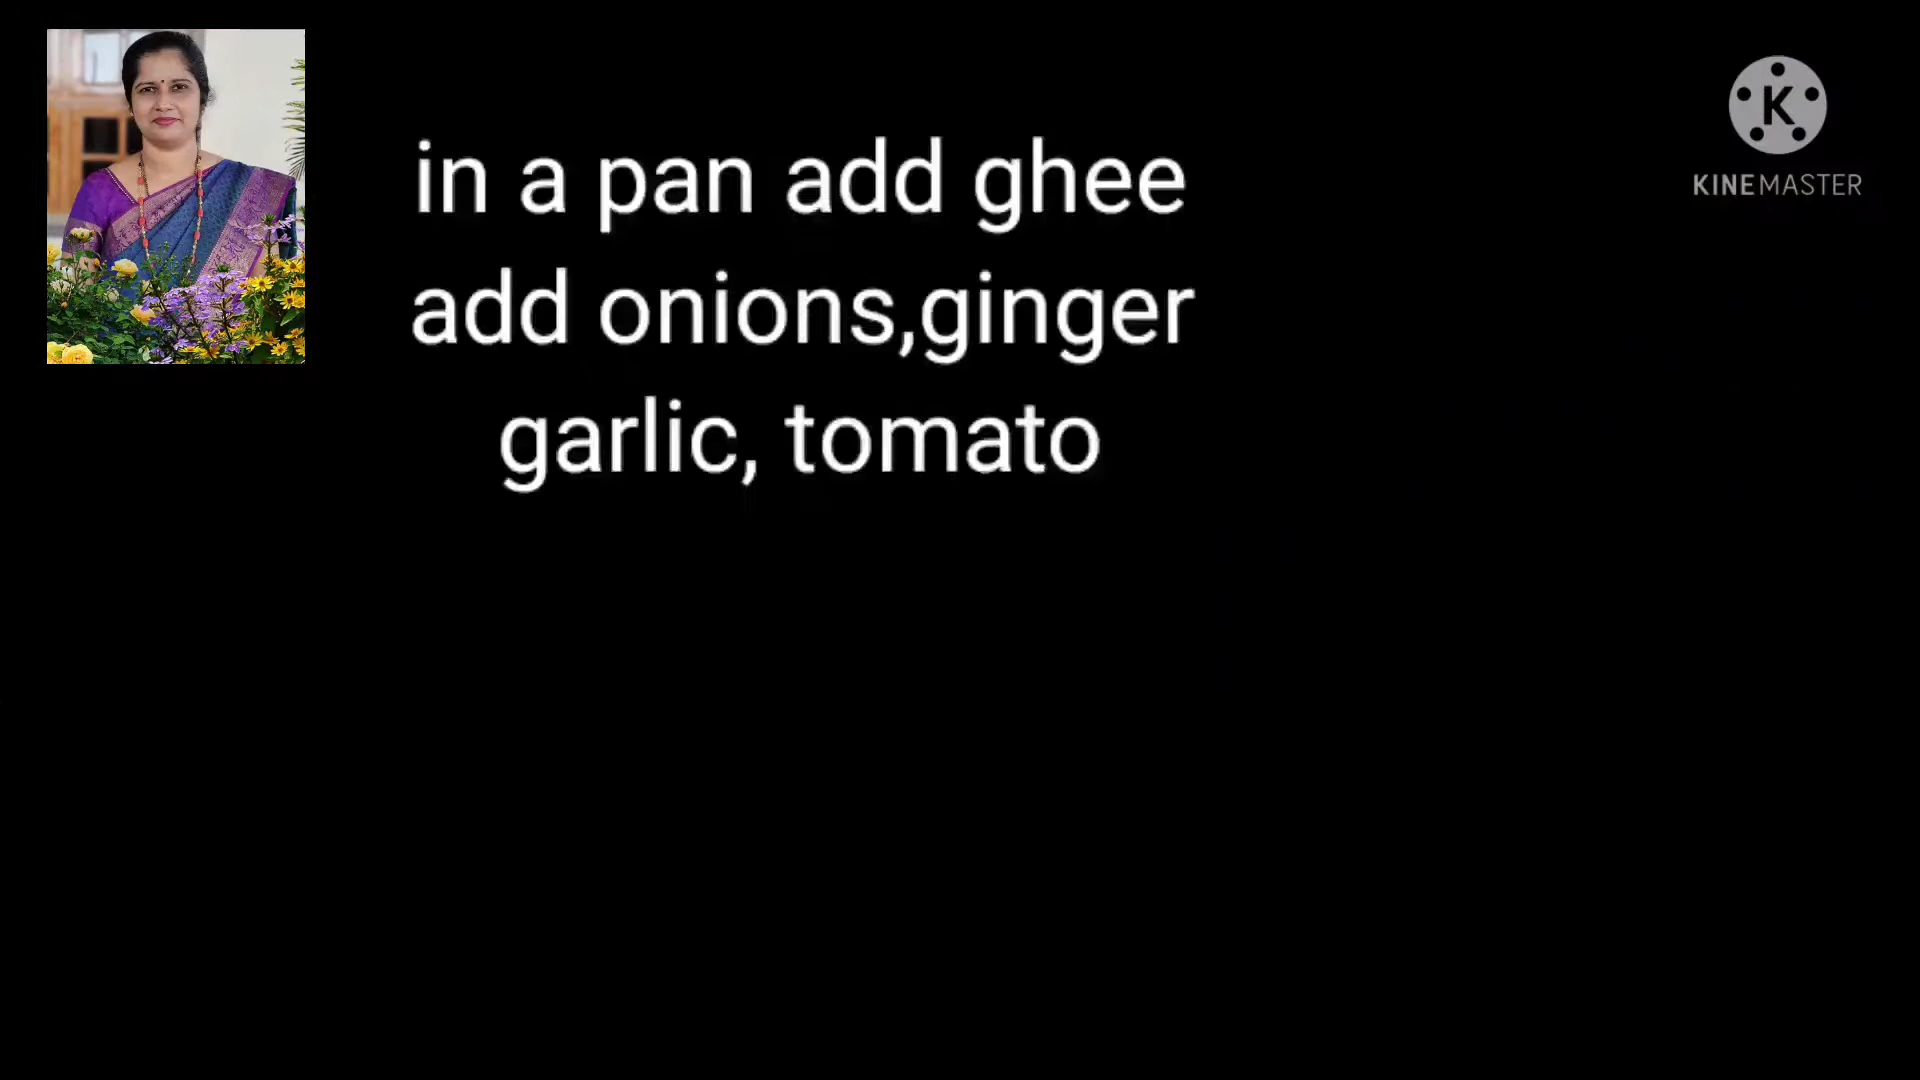 in a pan add ghee
add onions,ginger
garlic, tomato
K
KINEMASTER